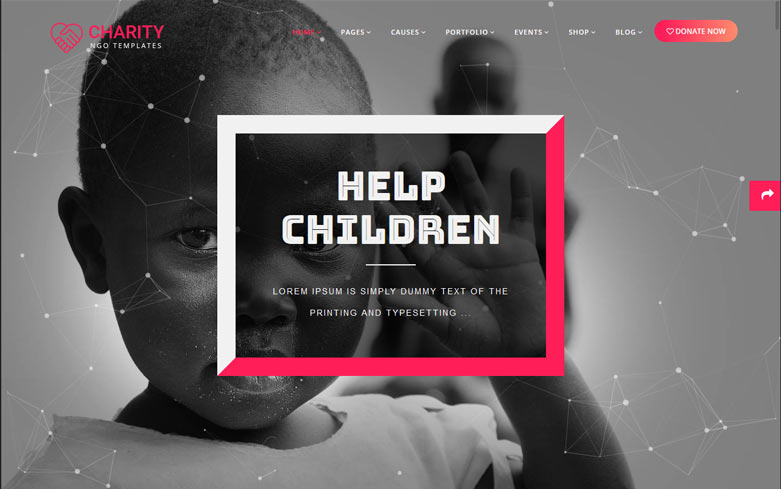 CHARITY
NGO TEMPLATES
HOME PAGES CAUSES PORTFOLIO EVENTS SHOP BLOG DONATE NOW
HELP
CHILDREN
LOREM IPSUM IS SIMPLY DUMMY TEXT OF THE
PRINTING AND TYPESETTING ...